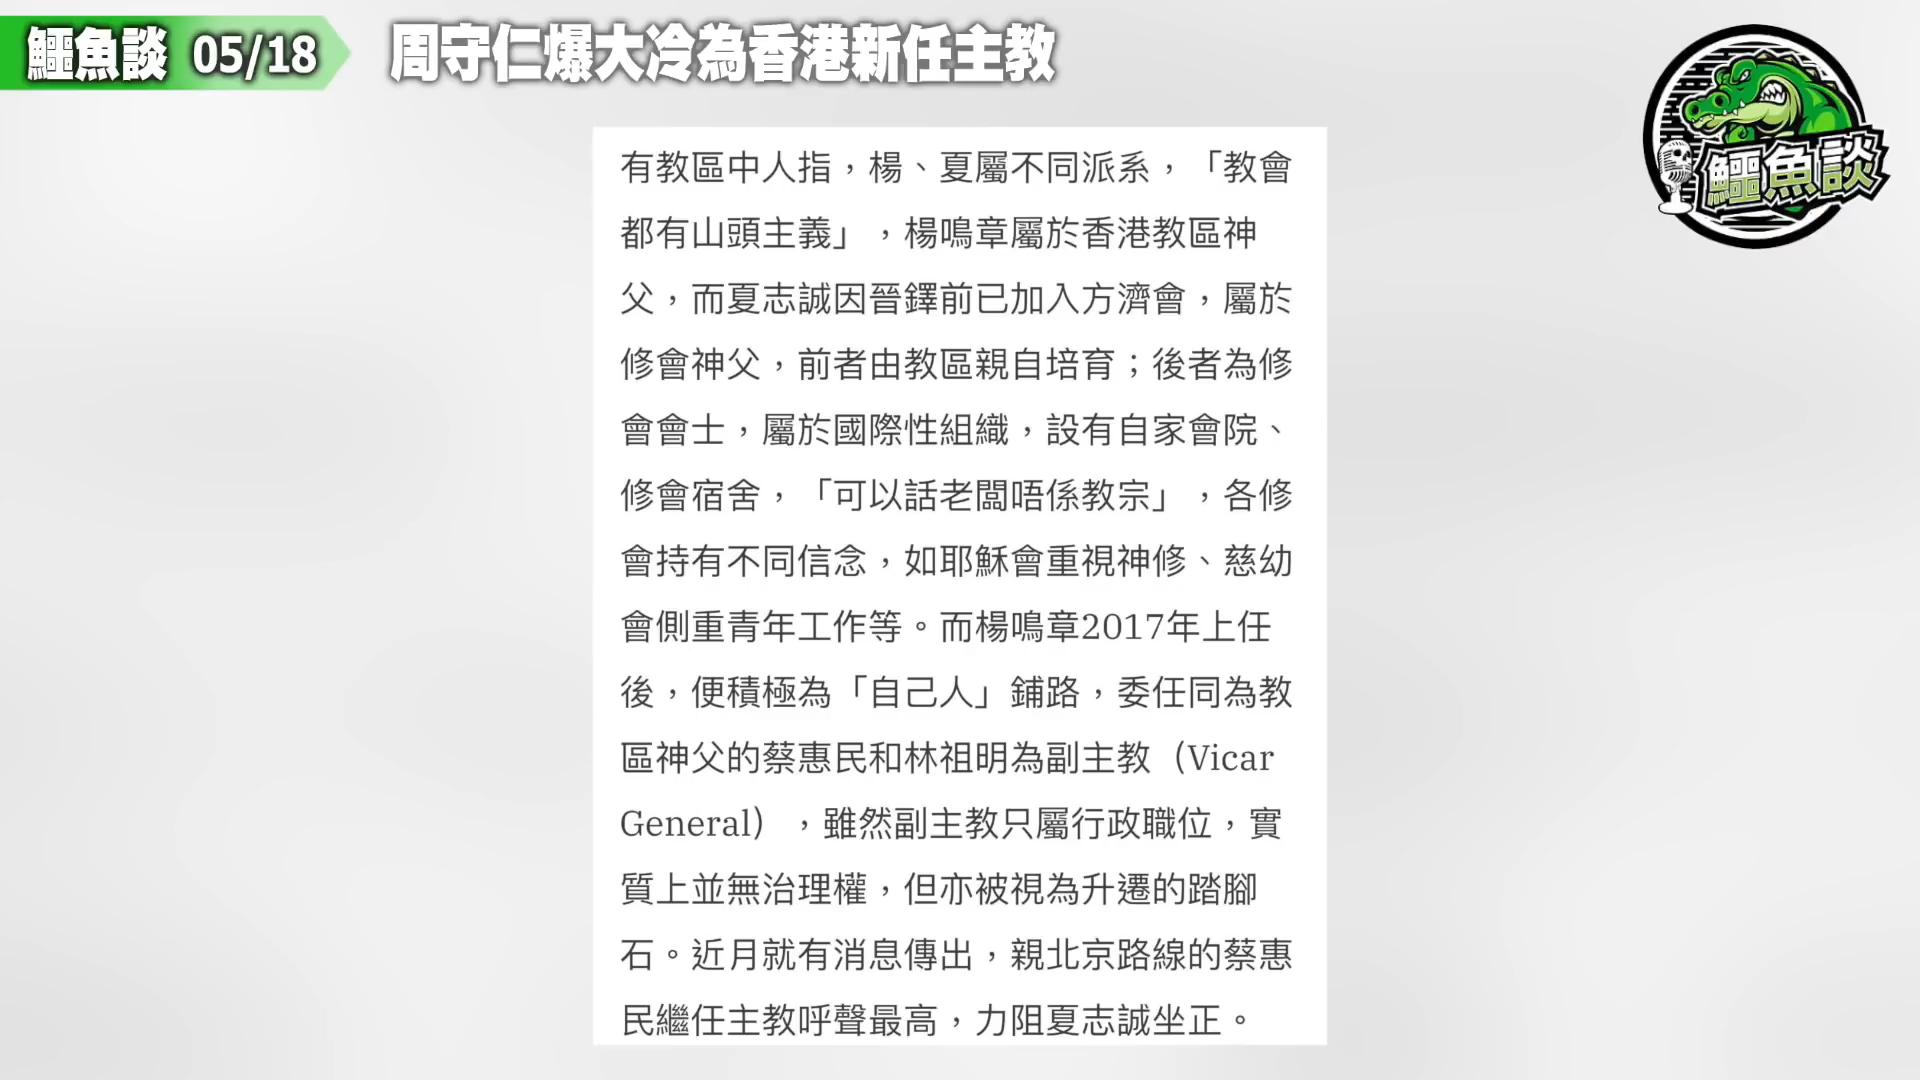 鱷魚談 05/18 周守仁爆大冷為香港新任主教
鱷魚談
有教區中人指，楊、夏屬不同派系，「教會
都有山頭主義」，楊鳴章屬於香港教區神
父，而夏志誠因晉鐸前已加入方濟會，屬於
修會神父，前者由教區親自培育；後者為修
會會士，屬於國際性組織，設有自家會院、
修會宿舍，「可以話老闆唔係教宗」，各修
會持有不同信念，如耶穌會重視神修、慈幼
會側重青年工作等。而楊鳴章2017年上任
後，便積極為「自己人」鋪路，委任同為教
區神父的蔡惠民和林祖明為副主教（Vicar
General），雖然副主教只屬行政職位，實
質上並無治理權，但亦被視為升遷的踏腳
石。近月就有消息傳出，親北京路線的蔡惠
民繼任主教呼聲最高，力阻夏志誠坐正。